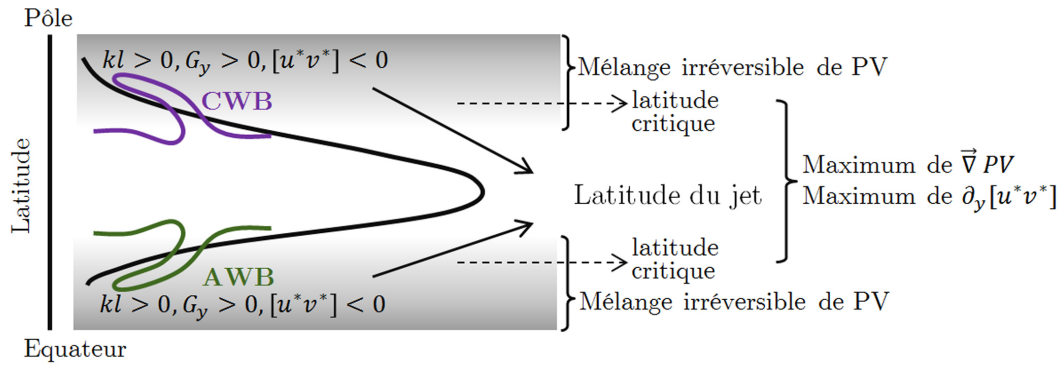 Pôle
kl > 0, G_y > 0, [u*v*] < 0
CWB
Mélange irréversible de PV
latitude
critique
Latitude
Latitude du jet
Maximum de ∇⃗ PV
Maximum de ∂_y[u*v*]
latitude
critique
AWB
kl > 0, G_y > 0, [u*v*] < 0
Mélange irréversible de PV
Equateur